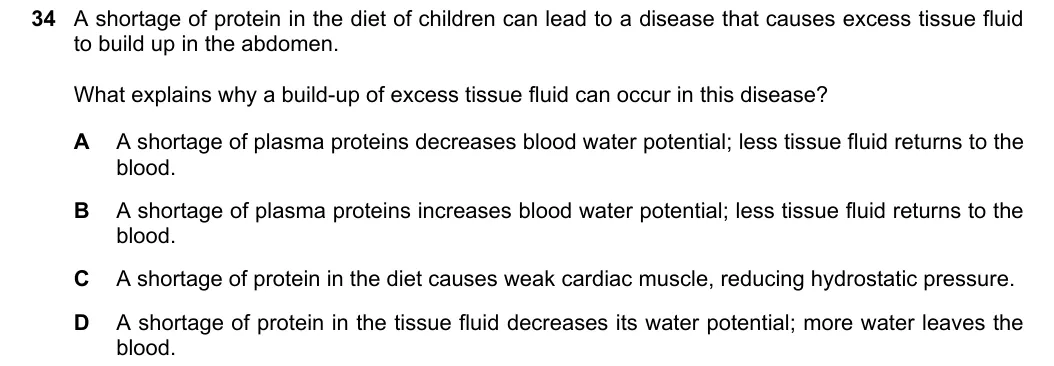 34 A shortage of protein in the diet of children can lead to a disease that causes excess tissue fluid
to build up in the abdomen.
What explains why a build-up of excess tissue fluid can occur in this disease?
A A shortage of plasma proteins decreases blood water potential; less tissue fluid returns to the
blood.
B A shortage of plasma proteins increases blood water potential; less tissue fluid returns to the
blood.
C A shortage of protein in the diet causes weak cardiac muscle, reducing hydrostatic pressure.
D A shortage of protein in the tissue fluid decreases its water potential; more water leaves the
blood.